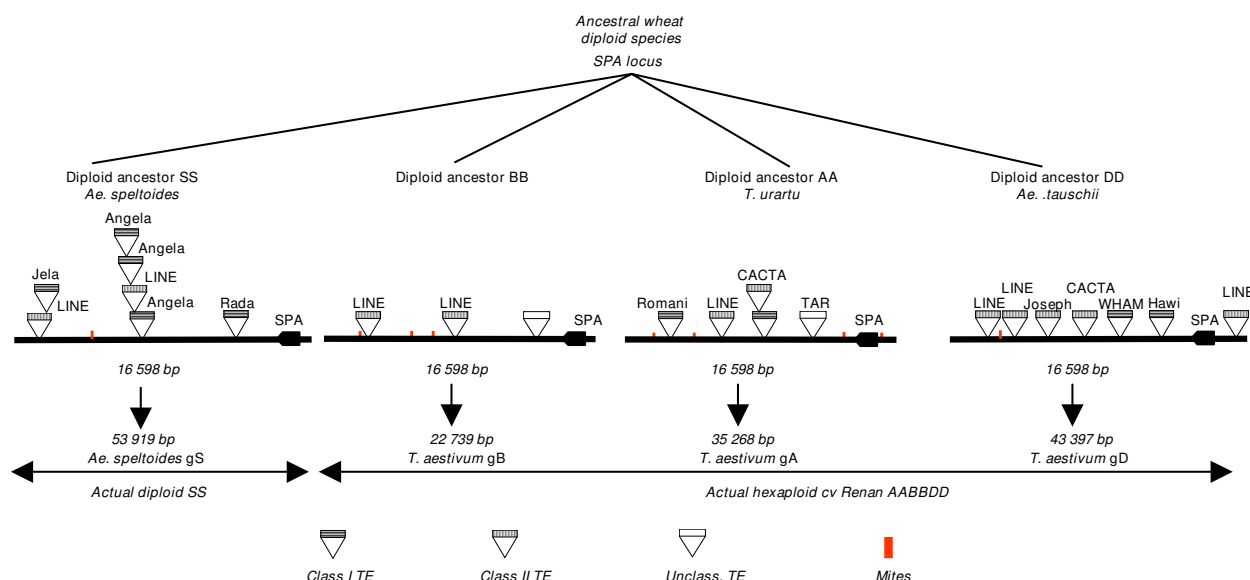 Ancestral wheat
diploid species
SPA locus
Diploid ancestor SS
Ae. speltoides
Diploid ancestor BB
Diploid ancestor AA
T. urartu
Diploid ancestor DD
Ae. .tauschii
Angela
Angela
LINE
Angela
Jela
LINE
Rada
SPA
LINE
LINE
SPA
CACTA
Romani
LINE
TAR
SPA
LINE
LINE
Joseph
CACTA
WHAM
Hawi
SPA
LINE
16 598 bp
16 598 bp
16 598 bp
16 598 bp
53 919 bp
Ae. speltoides gS
22 739 bp
T. aestivum gB
35 268 bp
T. aestivum gA
43 397 bp
T. aestivum gD
Actual diploid SS
Actual hexaploid cv Renan AABBDD
Class I TE
Class II TE
Unclass. TE
Mites